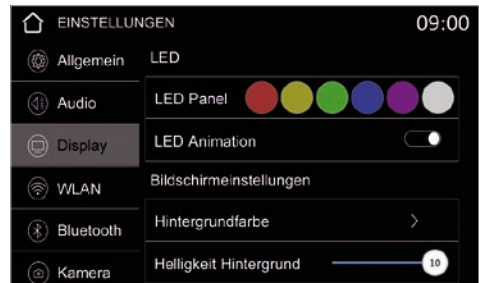 EINSTELLUNGEN 09:00
Allgemein
Audio
Display
WLAN
Bluetooth
Kamera
LED
LED Panel
LED Animation
Bildschirmeinstellungen
Hintergrundfarbe
Helligkeit Hintergrund 10